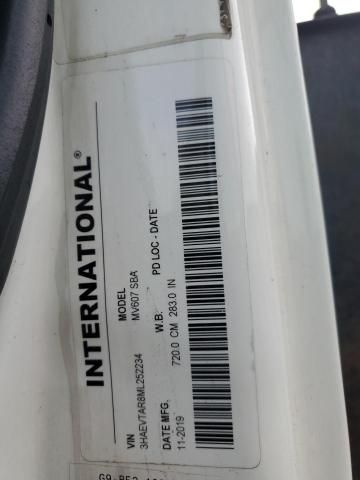 INTERNATIONAL®
VIN MODEL
3HAEVTAR8ML252234 MV607 SBA
DATE MFG, W.B. PD LOC - DATE
11-2019 720.0 CM 283.0 IN